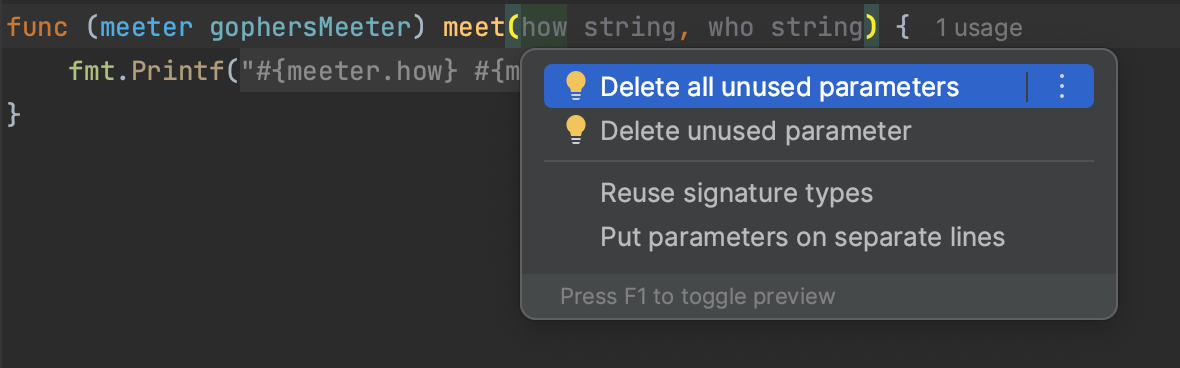 func (meeter gophersMeeter) meet(how string, who string) { 1 usage
fmt.Printf("#{meeter.how} #{m
}
Delete all unused parameters
Delete unused parameter
Reuse signature types
Put parameters on separate lines
Press F1 to toggle preview